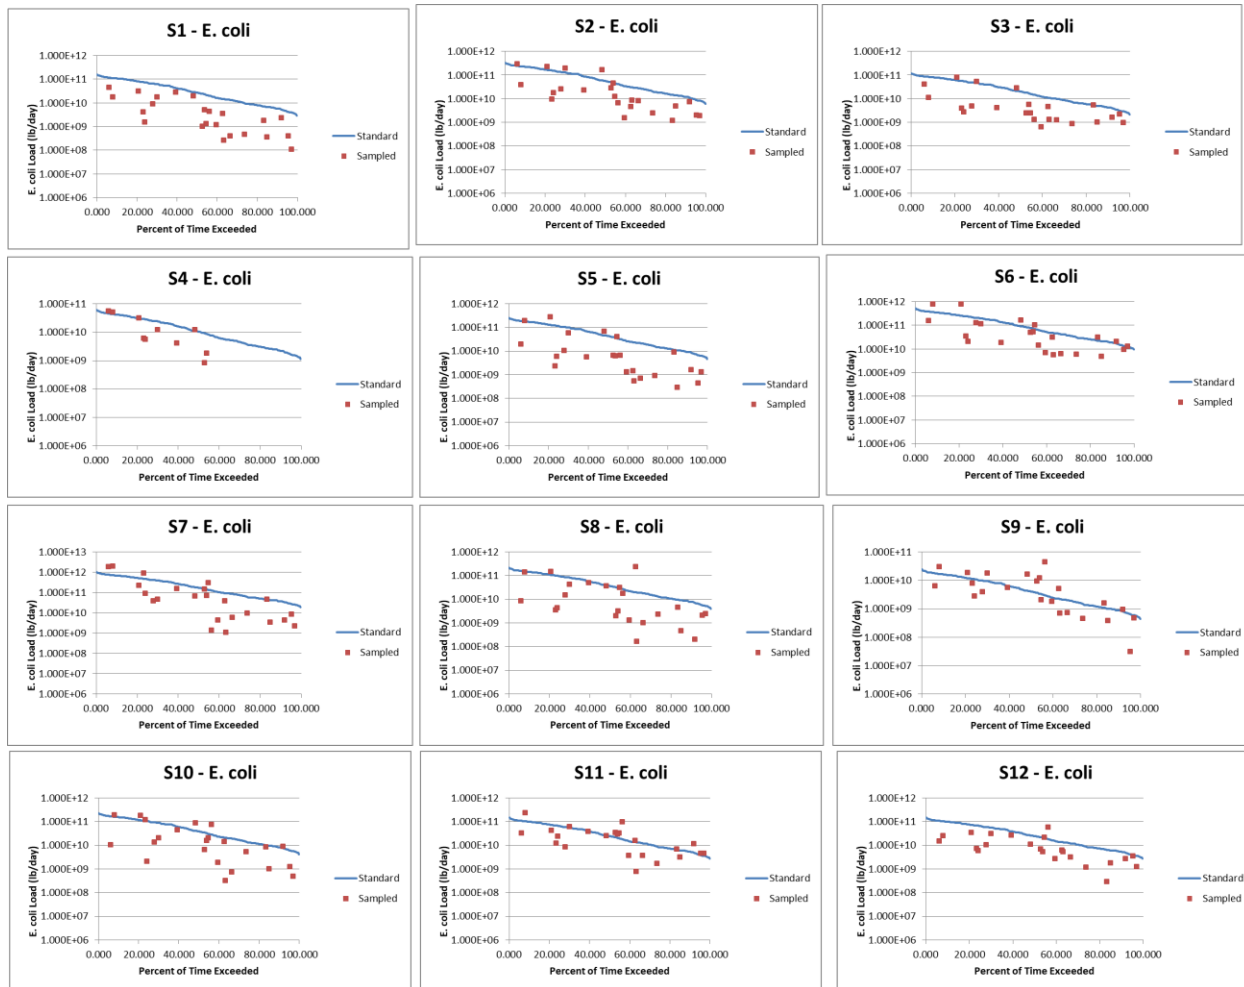 S1 - E. coli
1.000E+12
1.000E+11
1.000E+10
1.000E+09
1.000E+08
1.000E+07
1.000E+06
E. coli Load (lb/day)
0.000 20.000 40.000 60.000 80.000 100.000
Percent of Time Exceeded
Standard
Sampled
S2 - E. coli
1.000E+12
1.000E+11
1.000E+10
1.000E+09
1.000E+08
1.000E+07
1.000E+06
E. coli Load (lb/day)
0.000 20.000 40.000 60.000 80.000 100.000
Percent of Time Exceeded
Standard
Sampled
S3 - E. coli
1.000E+12
1.000E+11
1.000E+10
1.000E+09
1.000E+08
1.000E+07
1.000E+06
E. coli Load (lb/day)
0.000 20.000 40.000 60.000 80.000 100.000
Percent of Time Exceeded
Standard
Sampled
S4 - E. coli
1.000E+11
1.000E+10
1.000E+09
1.000E+08
1.000E+07
1.000E+06
E. coli Load (lb/day)
0.000 20.000 40.000 60.000 80.000 100.000
Percent of Time Exceeded
Standard
Sampled
S5 - E. coli
1.000E+12
1.000E+11
1.000E+10
1.000E+09
1.000E+08
1.000E+07
1.000E+06
E. coli Load (lb/day)
0.000 20.000 40.000 60.000 80.000 100.000
Percent of Time Exceeded
Standard
Sampled
S6 - E. coli
1.000E+12
1.000E+11
1.000E+10
1.000E+09
1.000E+08
1.000E+07
1.000E+06
E. coli Load (lb/day)
0.000 20.000 40.000 60.000 80.000 100.000
Percent of Time Exceeded
Standard
Sampled
S7 - E. coli
1.000E+13
1.000E+12
1.000E+11
1.000E+10
1.000E+09
1.000E+08
1.000E+07
1.000E+06
E. coli Load (lb/day)
0.000 20.000 40.000 60.000 80.000 100.000
Percent of Time Exceeded
Standard
Sampled
S8 - E. coli
1.000E+12
1.000E+11
1.000E+10
1.000E+09
1.000E+08
1.000E+07
1.000E+06
E. coli Load (lb/day)
0.000 20.000 40.000 60.000 80.000 100.000
Percent of Time Exceeded
Standard
Sampled
S9 - E. coli
1.000E+11
1.000E+10
1.000E+09
1.000E+08
1.000E+07
1.000E+06
E. coli Load (lb/day)
0.000 20.000 40.000 60.000 80.000 100.000
Percent of Time Exceeded
Standard
Sampled
S10 - E. coli
1.000E+12
1.000E+11
1.000E+10
1.000E+09
1.000E+08
1.000E+07
1.000E+06
E. coli Load (lb/day)
0.000 20.000 40.000 60.000 80.000 100.000
Percent of Time Exceeded
Standard
Sampled
S11 - E. coli
1.000E+12
1.000E+11
1.000E+10
1.000E+09
1.000E+08
1.000E+07
1.000E+06
E. coli Load (lb/day)
0.000 20.000 40.000 60.000 80.000 100.000
Percent of Time Exceeded
Standard
Sampled
S12 - E. coli
1.000E+12
1.000E+11
1.000E+10
1.000E+09
1.000E+08
1.000E+07
1.000E+06
E. coli Load (lb/day)
0.000 20.000 40.000 60.000 80.000 100.000
Percent of Time Exceeded
Standard
Sampled